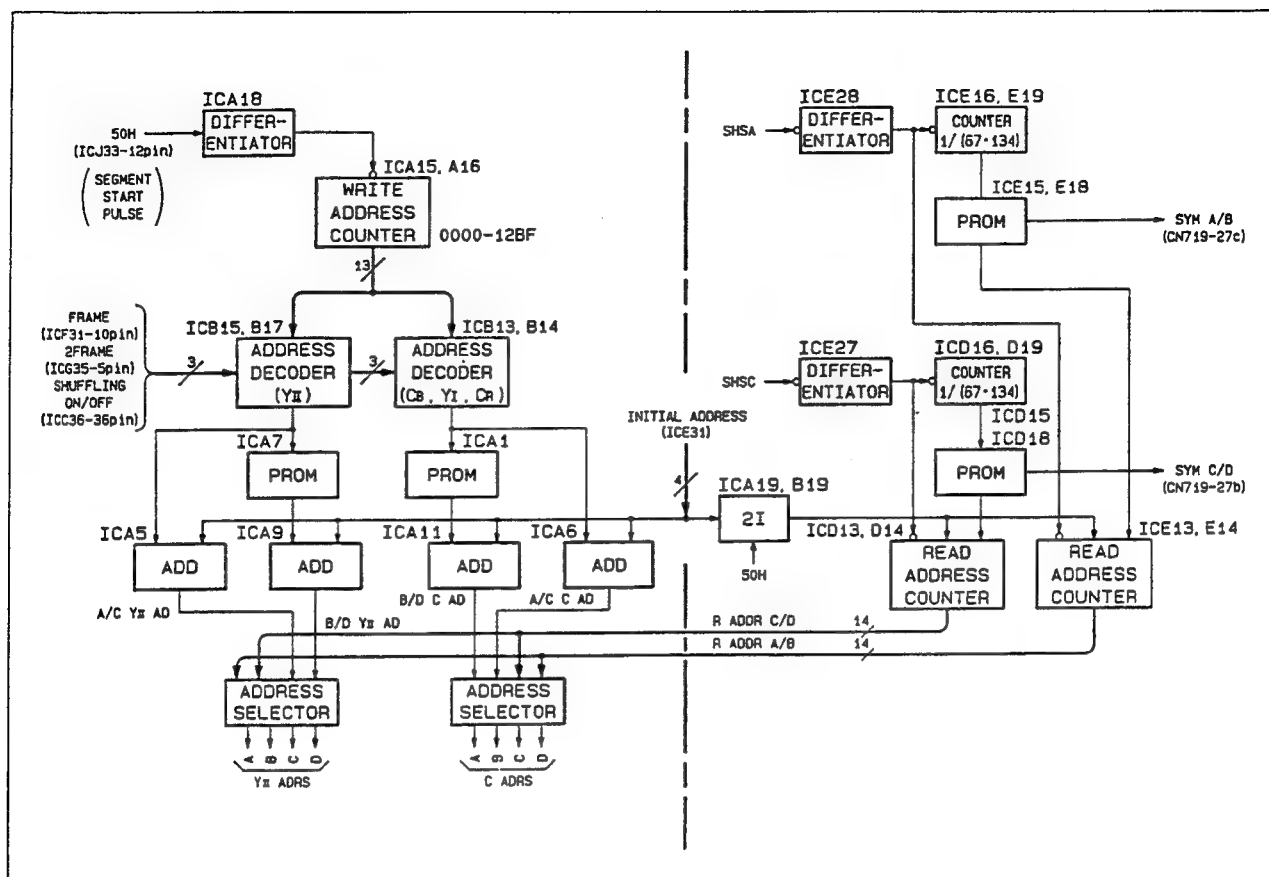 ICA18
DIFFER-
ENTIATOR
50H
(ICJ33-12pin)
(SEGMENT
START
PULSE)
ICA15, A16
WRITE
ADDRESS
COUNTER
0000-12BF
13
FRAME
(ICF31-10pin)
2FRAME
(ICG35-5pin)
SHUFFLING
ON/OFF
(ICC36-36pin)
3
ICB15, B17
ADDRESS
DECODER
(YII)
3
ICB13, B14
ADDRESS
DECODER
(CB, YI, CR)
ICA7
PROM
ICA1
PROM
ICA5
ADD
ICA9
ADD
ICA11
ADD
ICA6
ADD
A/C YII AD
B/D YII AD
B/D C AD
A/C C AD
ADDRESS
SELECTOR
A B C D
YII ADRS
ADDRESS
SELECTOR
A B C D
C ADRS
INITIAL ADDRESS
(ICE31)
4
ICA19, B19
2I
50H
SHSA
ICE28
DIFFER-
ENTIATOR
ICE16, E19
COUNTER
1/(67·134)
ICE15, E18
PROM
SYM A/B
(CN719-27c)
SHSC
ICE27
DIFFER-
ENTIATOR
ICD16, D19
COUNTER
1/(67·134)
ICD15
ICD18
PROM
SYM C/D
(CN719-27b)
ICD13, D14
READ
ADDRESS
COUNTER
ICE13, E14
READ
ADDRESS
COUNTER
R ADDR C/D
14
R ADDR A/B
14